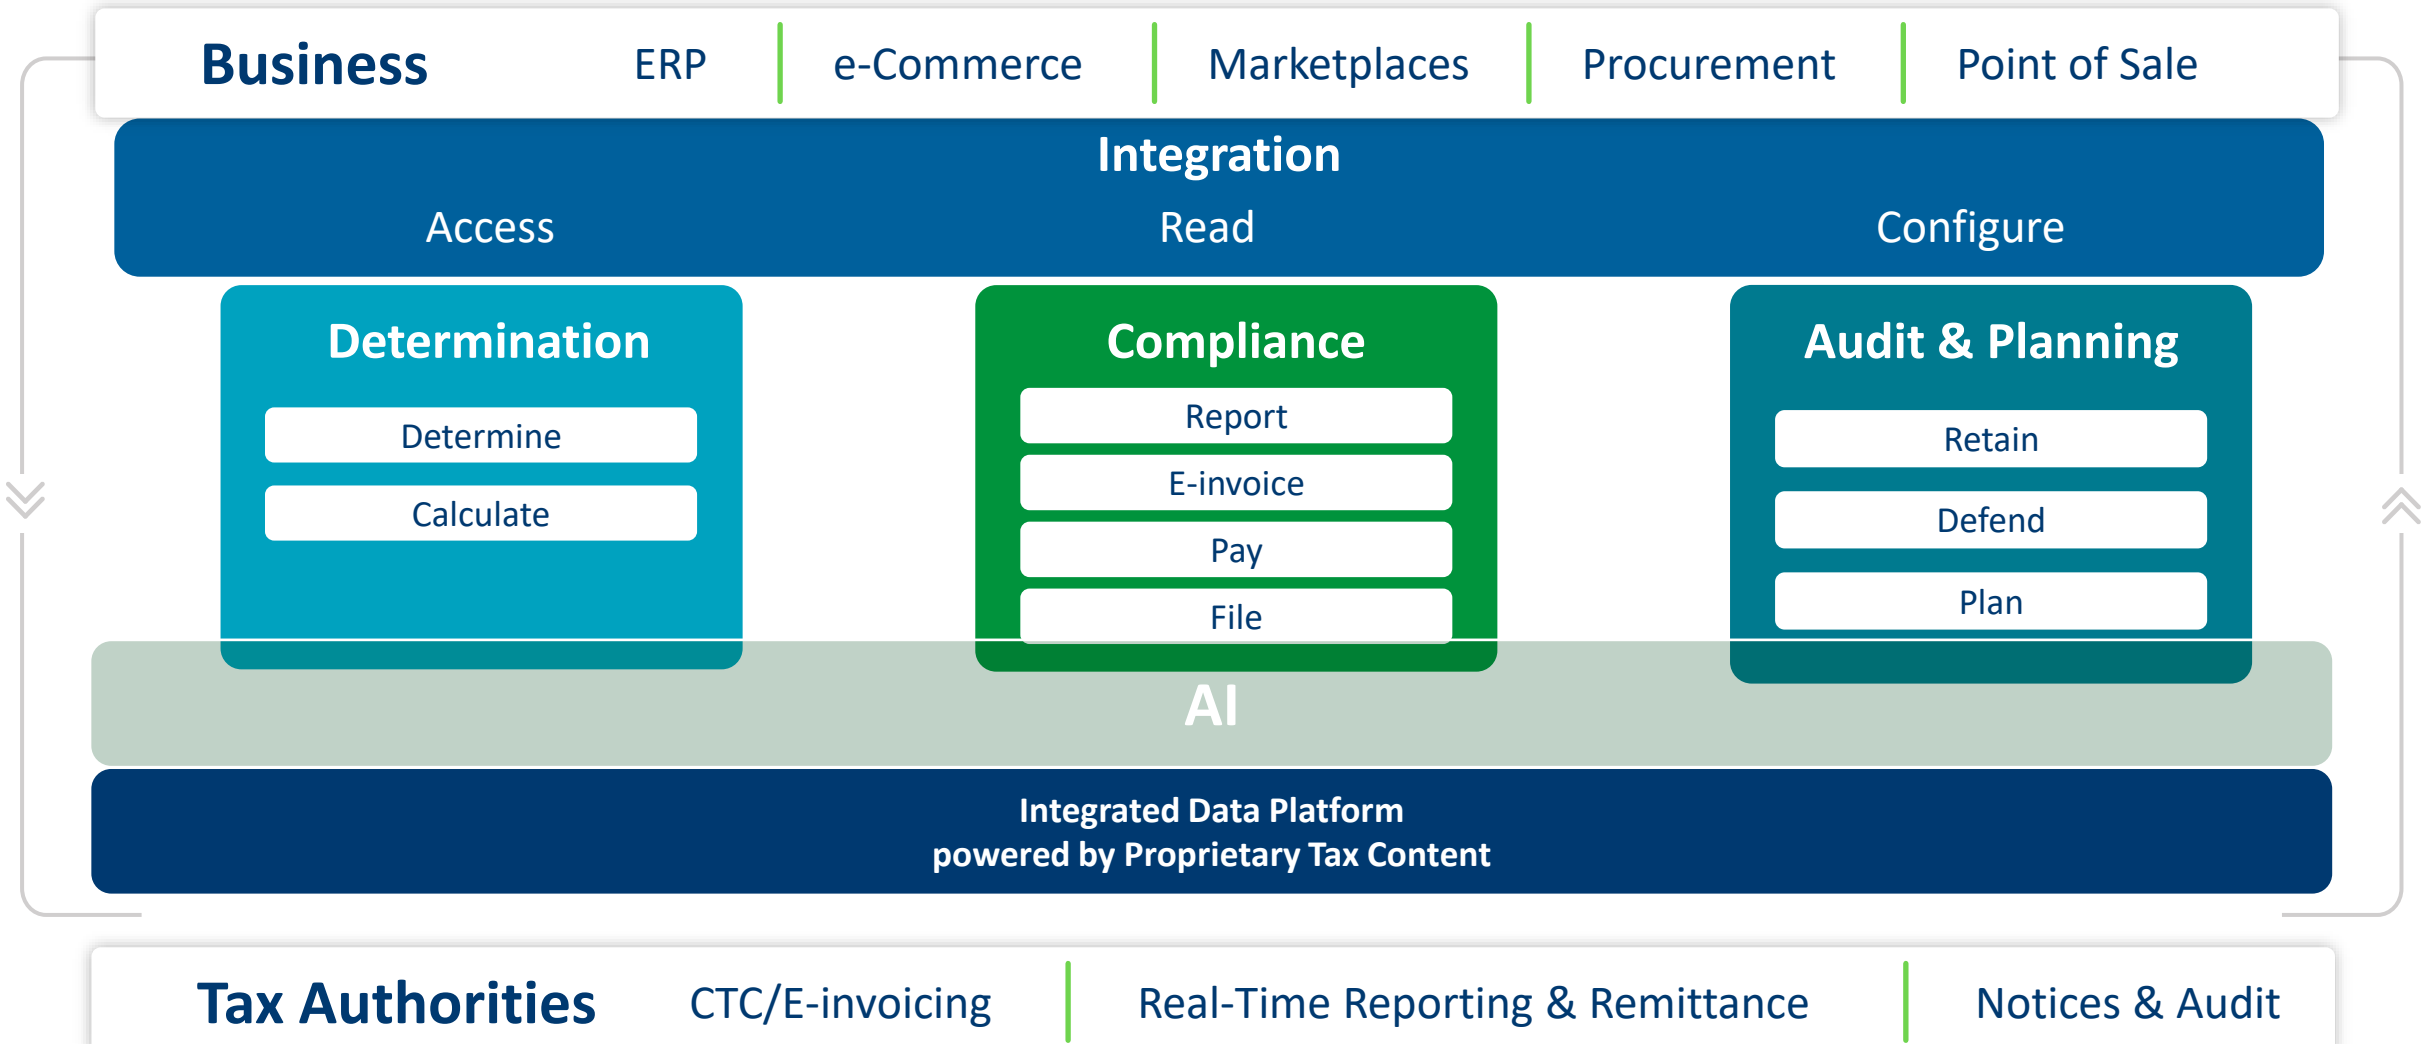 Business ERP e-Commerce Marketplaces Procurement Point of Sale
Integration
Access Read Configure
Determination
Determine
Calculate
Compliance
Report
E-invoice
Pay
File
Audit & Planning
Retain
Defend
Plan
AI
Integrated Data Platform
powered by Proprietary Tax Content
Tax Authorities CTC/E-invoicing Real-Time Reporting & Remittance Notices & Audit